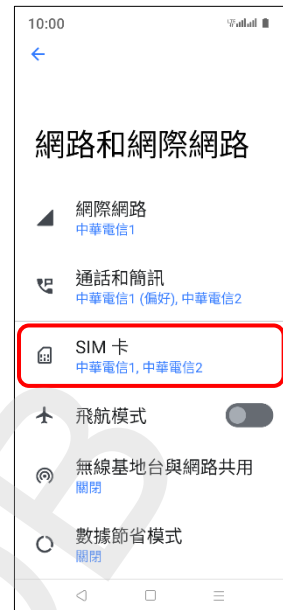 10:00
網路和網際網路
網際網路
中華電信1
通話和簡訊
中華電信1 (偏好), 中華電信2
SIM 卡
中華電信1, 中華電信2
飛航模式
無線基地台與網路共用
關閉
數據節省模式
關閉